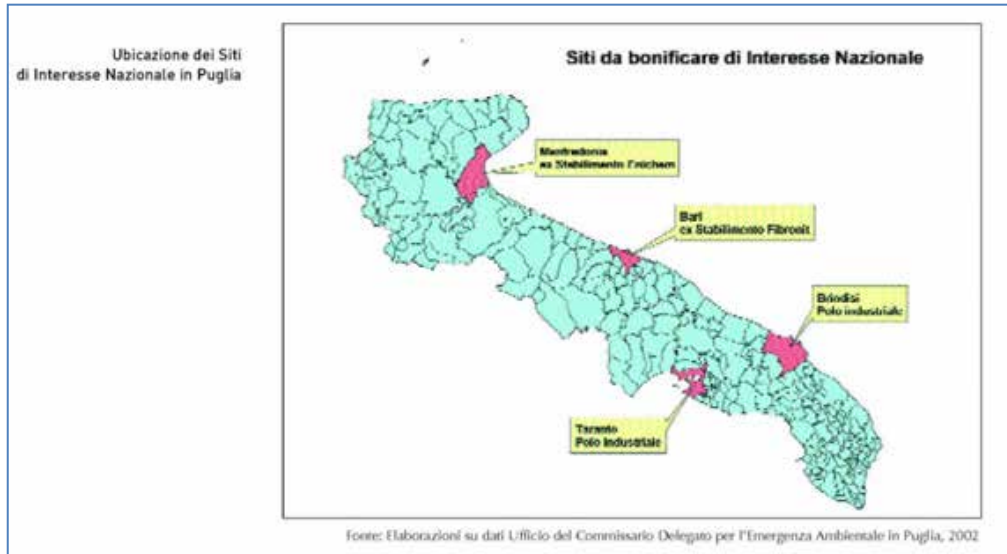 Ubicazione dei Siti
di Interesse Nazionale in Puglia
Siti da bonificare di Interesse Nazionale
Manfredonia
ex Stabilimento Enichem
Bari
ex Stabilimento Fibronit
Brindisi
Polo industriale
Taranto
Polo Industriale
Fonte: Elaborazioni su dati Ufficio del Commissario Delegato per l'Emergenza Ambientale in Puglia, 2002